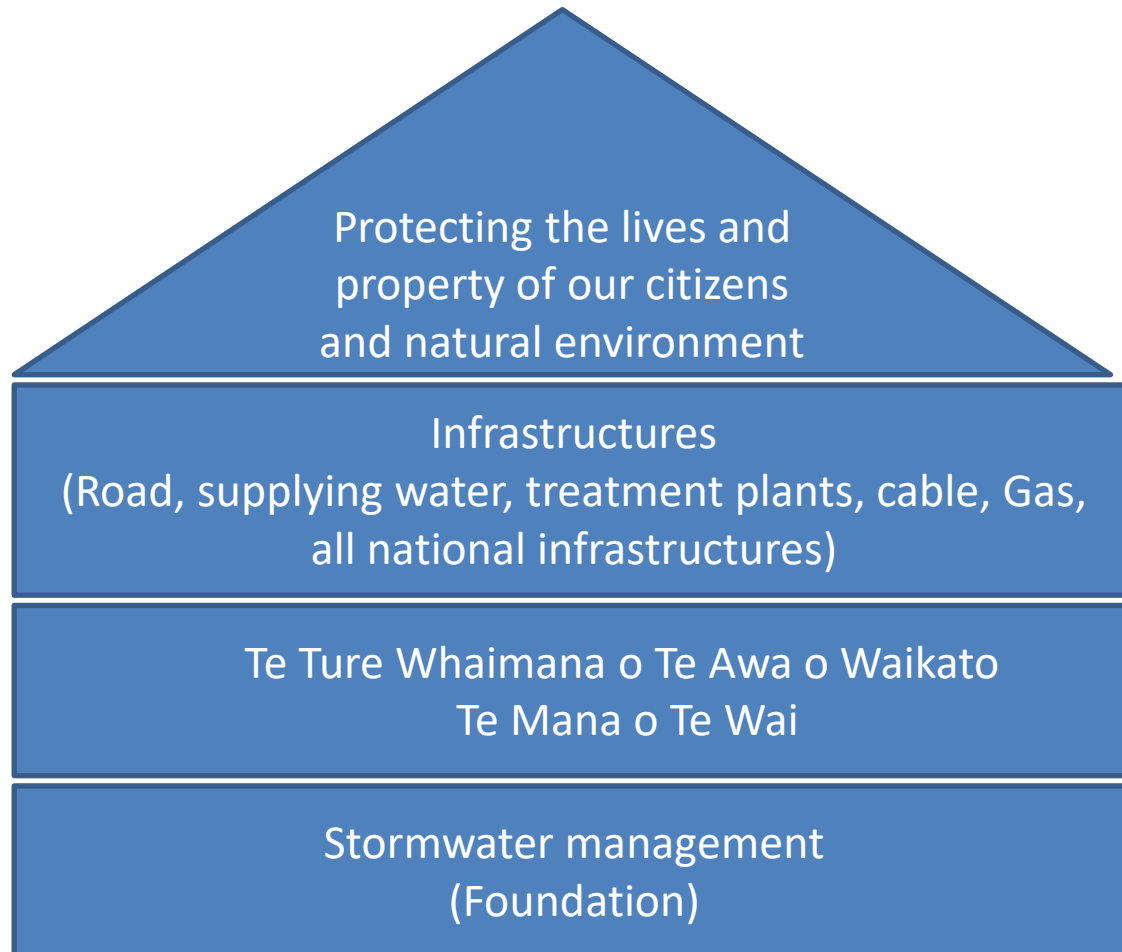 Protecting the lives and
property of our citizens
and natural environment
Infrastructures
(Road, supplying water, treatment plants, cable, Gas,
all national infrastructures)
Te Ture Whaimana o Te Awa o Waikato
Te Mana o Te Wai
Stormwater management
(Foundation)